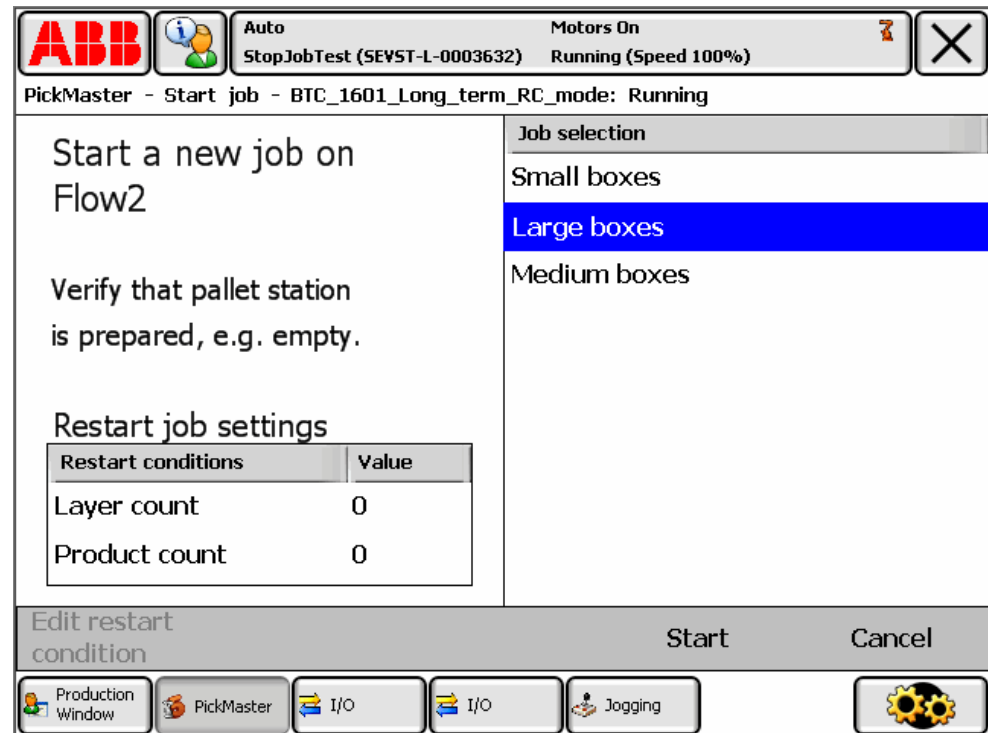 ABB
Auto
Motors On
StopJobTest (SEVST-L-0003632)
Running (Speed 100%)
PickMaster - Start job - BTC_1601_Long_term_RC_mode: Running
Start a new job on
Flow2
Verify that pallet station
is prepared, e.g. empty.
Restart job settings
Restart conditions
Value
Layer count
0
Product count
0
Job selection
Small boxes
Large boxes
Medium boxes
Edit restart
condition
Start
Cancel
Production
Window
PickMaster
I/O
I/O
Jogging